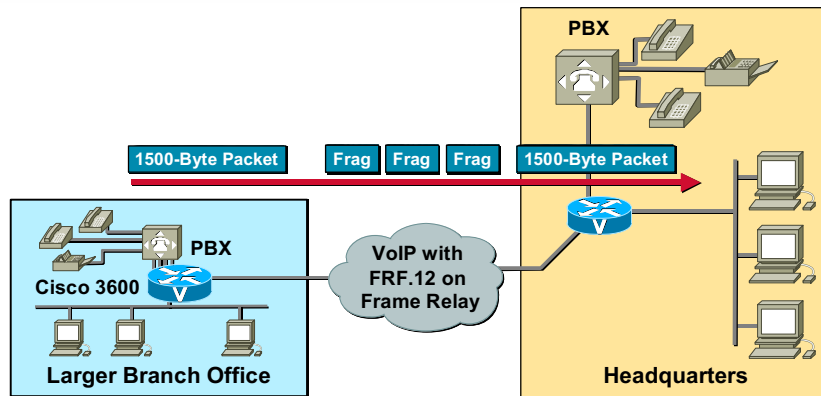 PBX
1500-Byte Packet
Frag
Frag
Frag
1500-Byte Packet
PBX
Cisco 3600
V
V
VoIP with
FRF.12 on
Frame Relay
Larger Branch Office
Headquarters